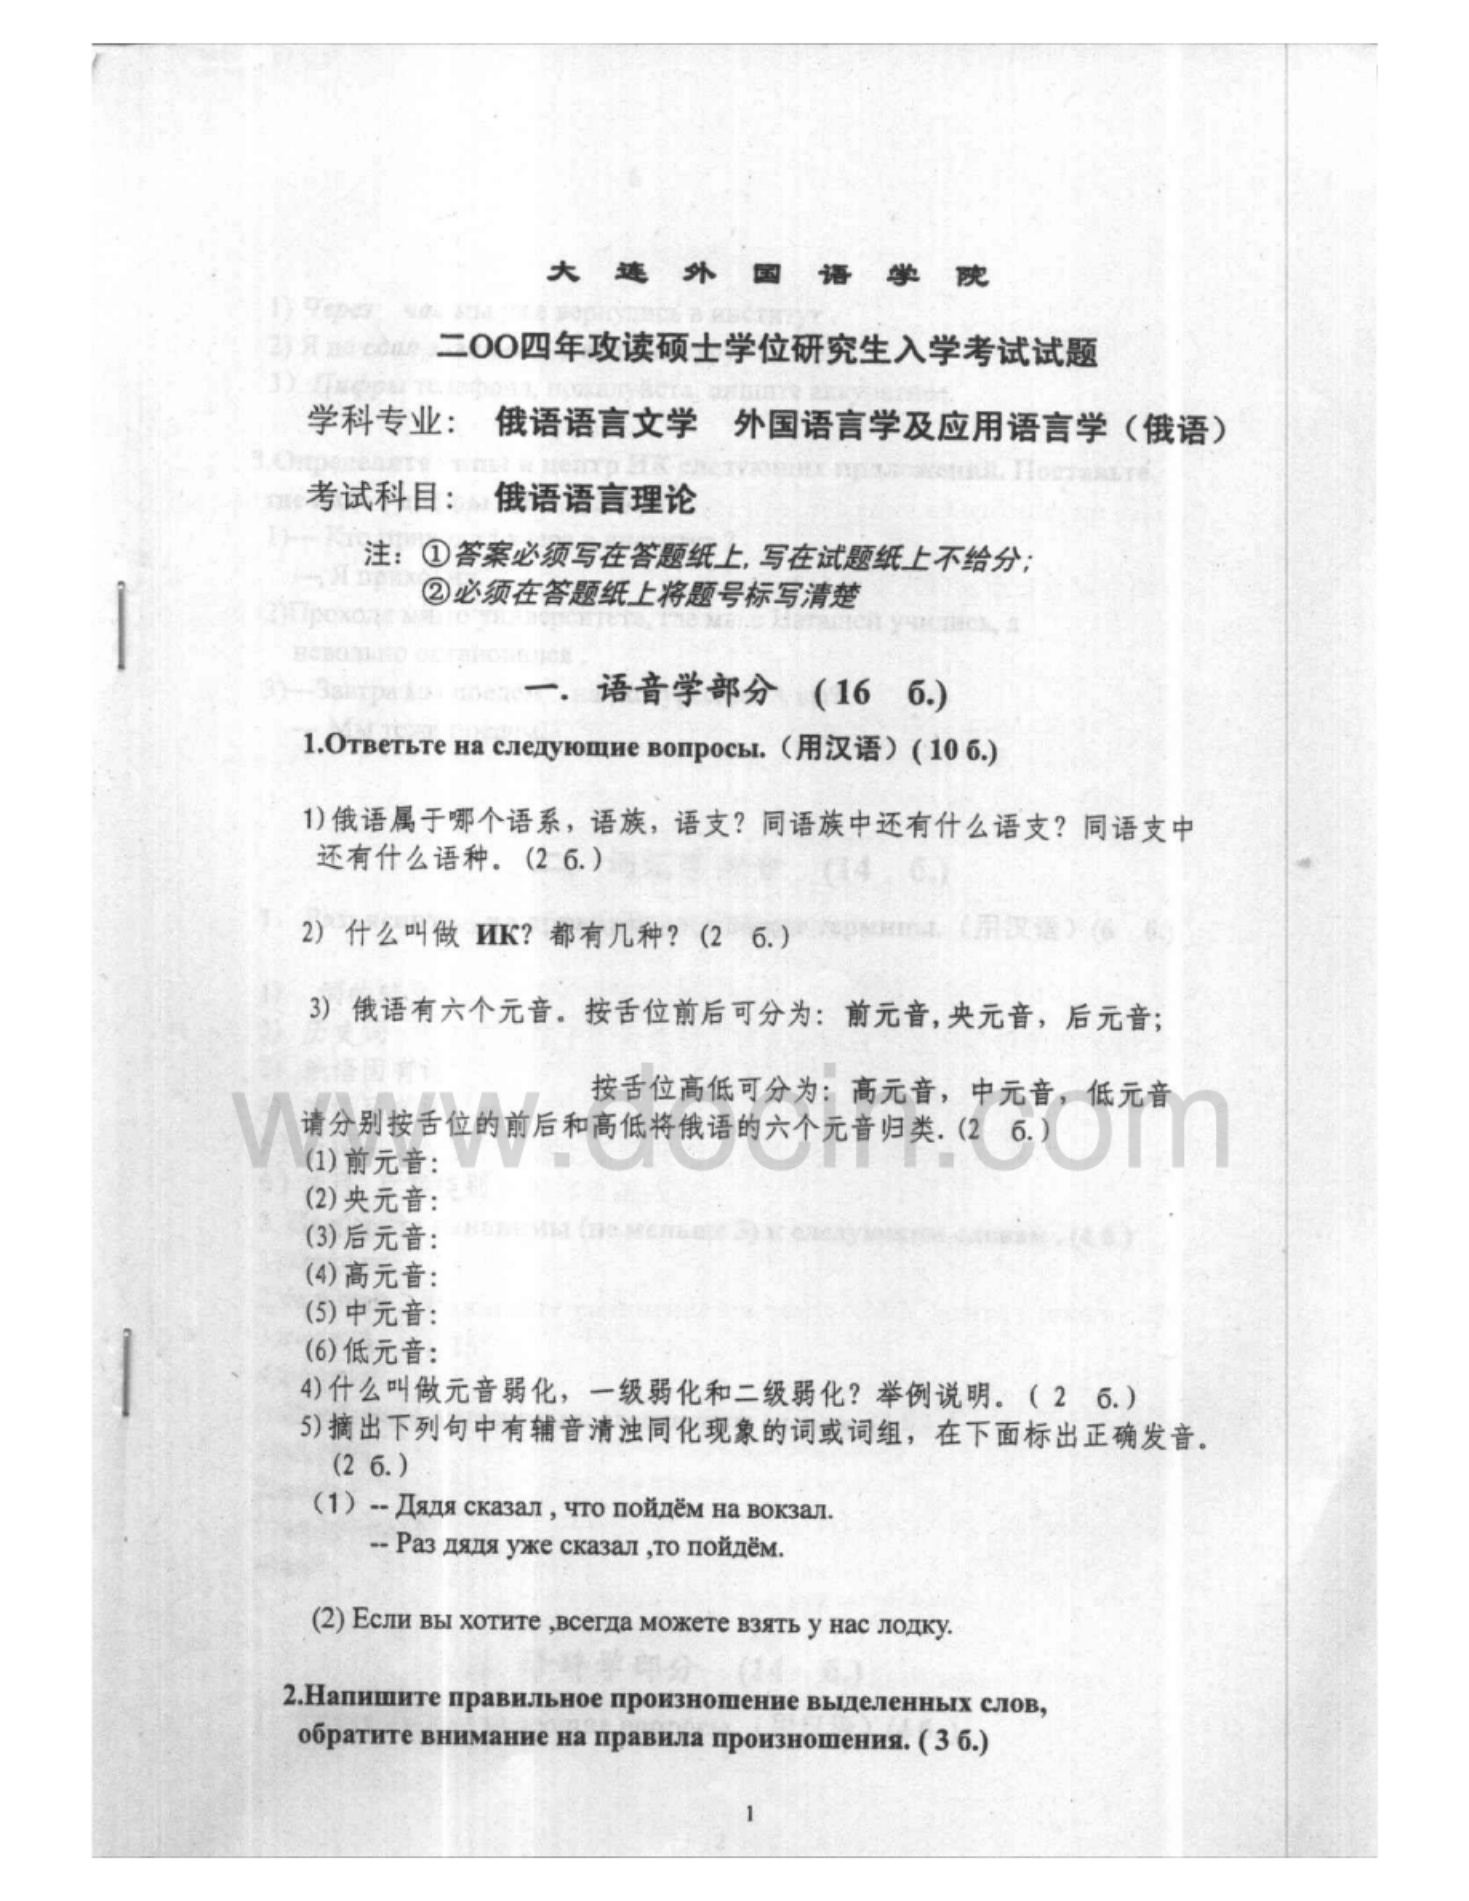 大连外国语学院
二OO四年攻读硕士学位研究生入学考试试题
学科专业： 俄语语言文学 外国语言学及应用语言学（俄语）
考试科目： 俄语语言理论
注：①答案必须写在答题纸上,写在试题纸上不给分；
②必须在答题纸上将题号标写清楚
一. 语音学部分 (16 б.)
1.Ответьте на следующие вопросы.（用汉语）( 10 б.)
1)俄语属于哪个语系，语族，语支？同语族中还有什么语支？同语支中
还有什么语种。(2 б.)
2) 什么叫做 ИК？都有几种？(2 б.)
3) 俄语有六个元音。按舌位前后可分为：前元音,央元音，后元音；
按舌位高低可分为：高元音，中元音，低元音
请分别按舌位的前后和高低将俄语的六个元音归类.(2 б.)
www.docin.com
(1)前元音：
(2)央元音：
(3)后元音：
(4)高元音：
(5)中元音：
(6)低元音：
4)什么叫做元音弱化，一级弱化和二级弱化？举例说明。( 2 б.)
5)摘出下列句中有辅音清浊同化现象的词或词组，在下面标出正确发音。
(2 б.)
（1）-- Дядя сказал , что пойдём на вокзал.
-- Раз дядя уже сказал ,то пойдём.
(2) Если вы хотите ,всегда можете взять у нас лодку.
2.Напишите правильное произношение выделенных слов,
обратите внимание на правила произношения. ( 3 б.)
1